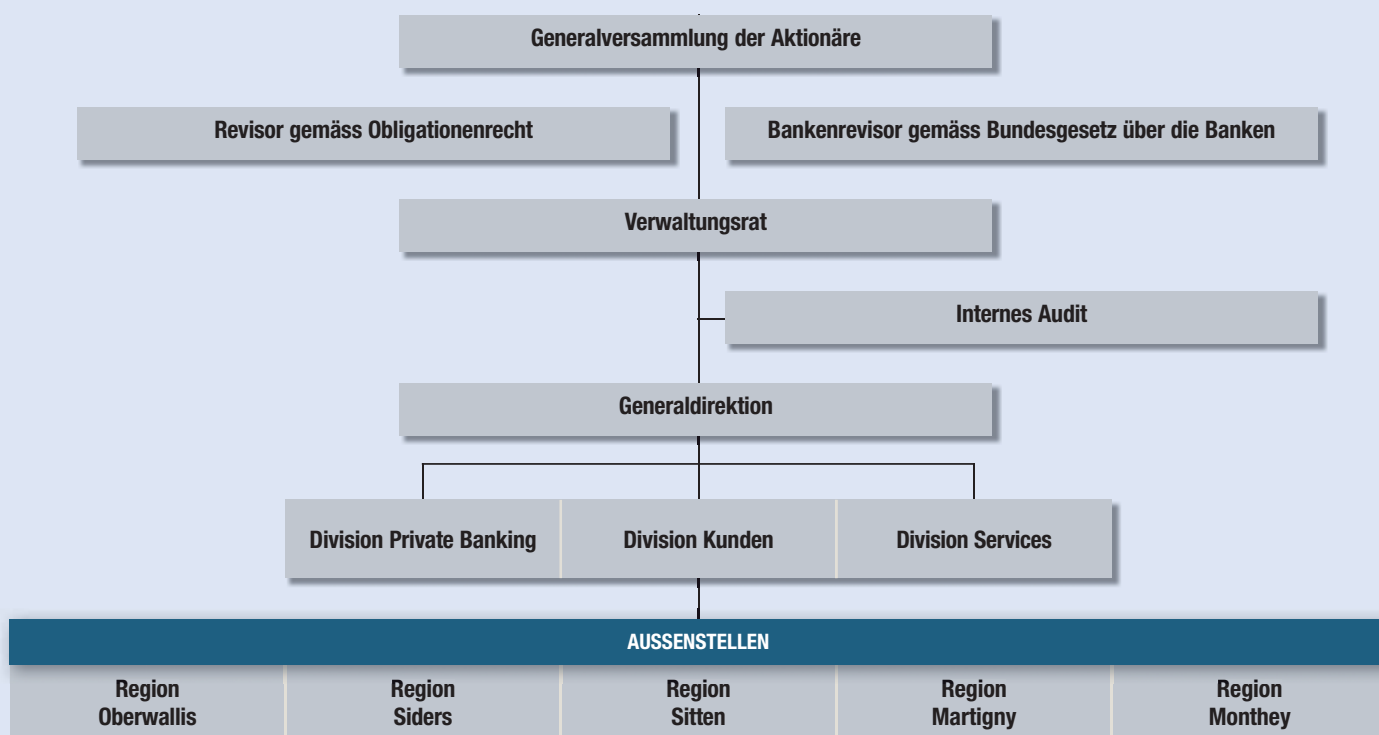 Generalversammlung der Aktionäre
Revisor gemäss Obligationenrecht
Bankenrevisor gemäss Bundesgesetz über die Banken
Verwaltungsrat
Internes Audit
Generaldirektion
Division Private Banking
Division Kunden
Division Services
AUSSENSTELLEN
Region
Oberwallis
Region
Siders
Region
Sitten
Region
Martigny
Region
Monthey